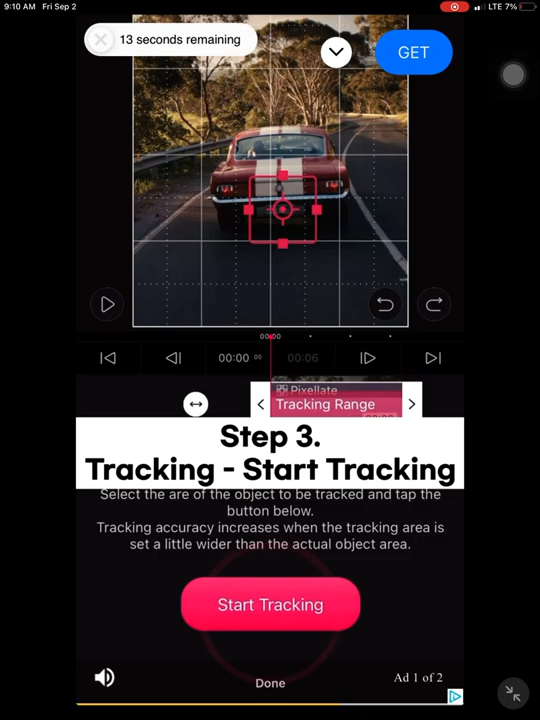 9:10 AM Fri Sep 2
LTE 7%
13 seconds remaining
GET
00:00
00:00 00
00:06
Pixellate
Tracking Range
Step 3.
Tracking - Start Tracking
Select the are of the object to be tracked and tap the
button below.
Tracking accuracy increases when the tracking area is
set a little wider than the actual object area.
Start Tracking
Done
Ad 1 of 2